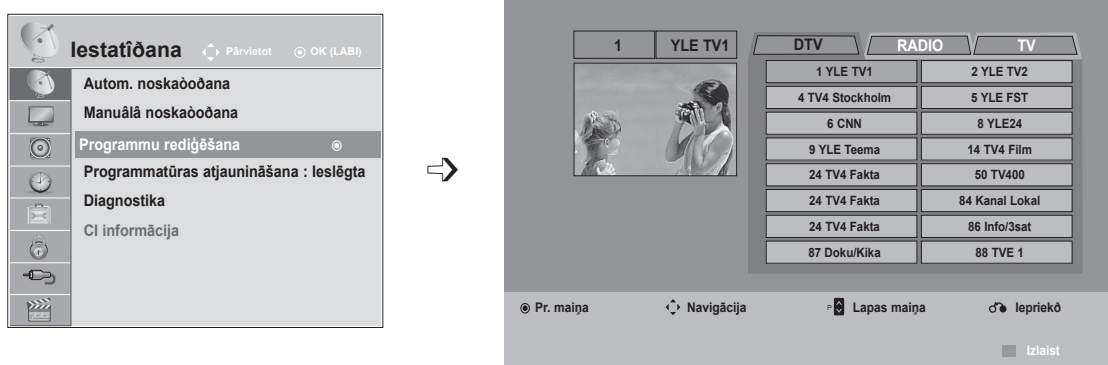 Iestatîðana Pârvietot OK (LABI)
Autom. noskaòoðana
Manuâlâ noskaòoðana
Programmu rediģēšana
Programmatūras atjaunināšana : Ieslēgta
Diagnostika
CI informācija
1 YLE TV1
DTV RADIO TV
1 YLE TV1 2 YLE TV2
4 TV4 Stockholm 5 YLE FST
6 CNN 8 YLE24
9 YLE Teema 14 TV4 Film
24 TV4 Fakta 50 TV400
24 TV4 Fakta 84 Kanal Lokal
24 TV4 Fakta 86 Info/3sat
87 Doku/Kika 88 TVE 1
Pr. maiņa Navigācija P Lapas maiņa Iepriekð
Izlaist